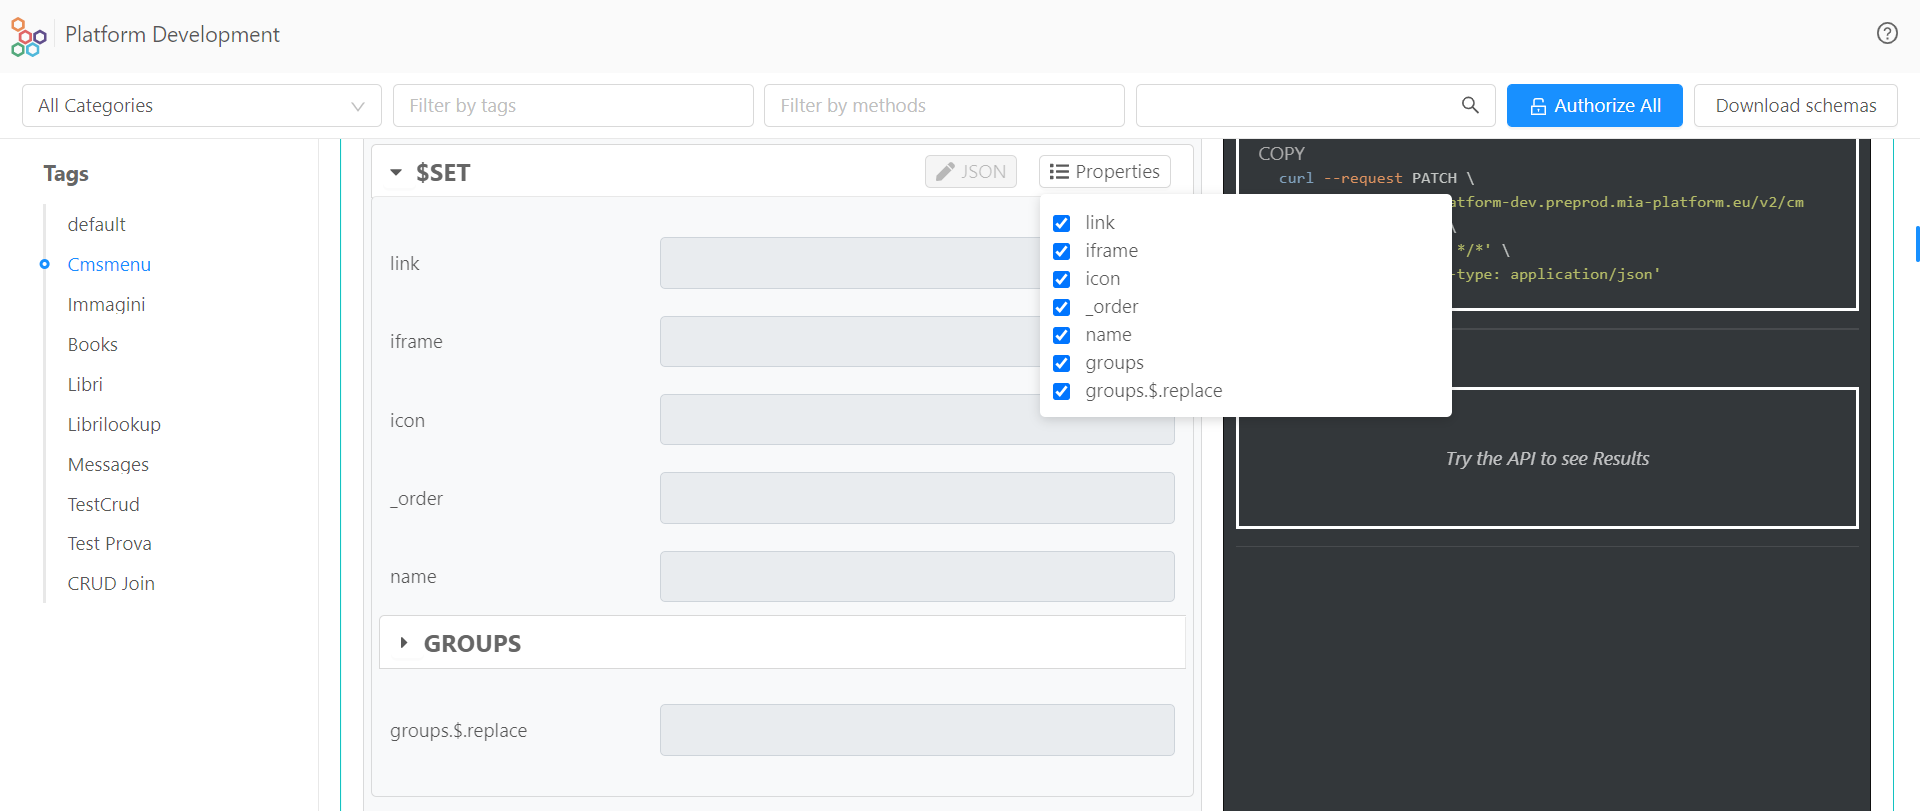 Platform Development
All Categories
Filter by tags
Filter by methods
Authorize All
Download schemas
Tags
default
Cmsmenu
Immagini
Books
Libri
Librilookup
Messages
TestCrud
Test Prova
CRUD Join
$SET
JSON
Properties
link
iframe
icon
_order
name
groups
groups.$.replace
link
iframe
icon
_order
name
GROUPS
groups.$.replace
COPY
curl --request PATCH \
atform-dev.preprod.mia-platform.eu/v2/cm
\
*/*' \
-type: application/json'
Try the API to see Results